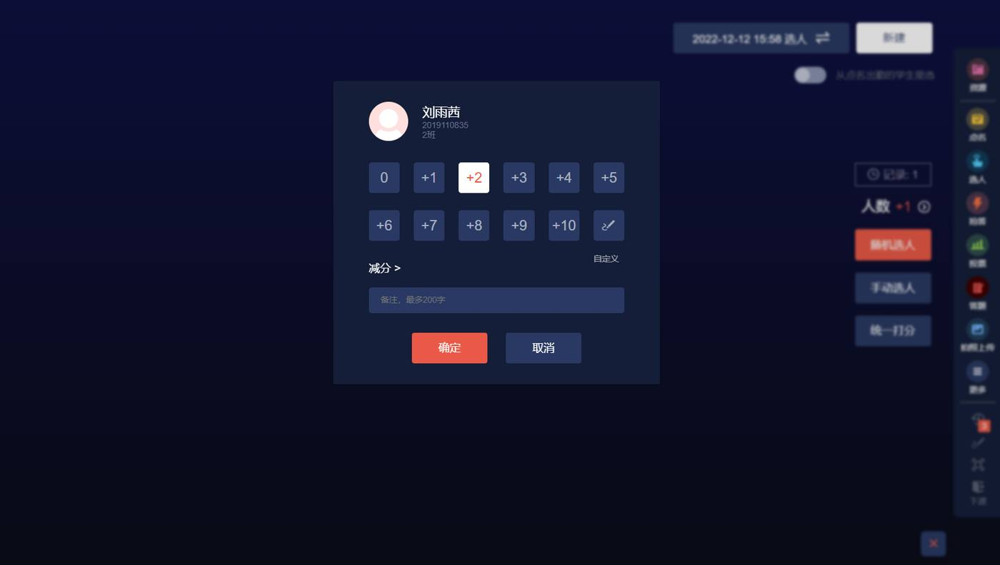 2022-12-12 15:58 选人
新建
从点名出勤的学生里选
刘雨茜
2019110835
2班
0 +1 +2 +3 +4 +5
+6 +7 +8 +9 +10
自定义
减分 >
备注，最多200字
确定 取消
记录: 1
人数 +1
随机选人
手动选人
统一打分
资源
点名
选人
抢答
投票
拍照上传
更多
3
下课